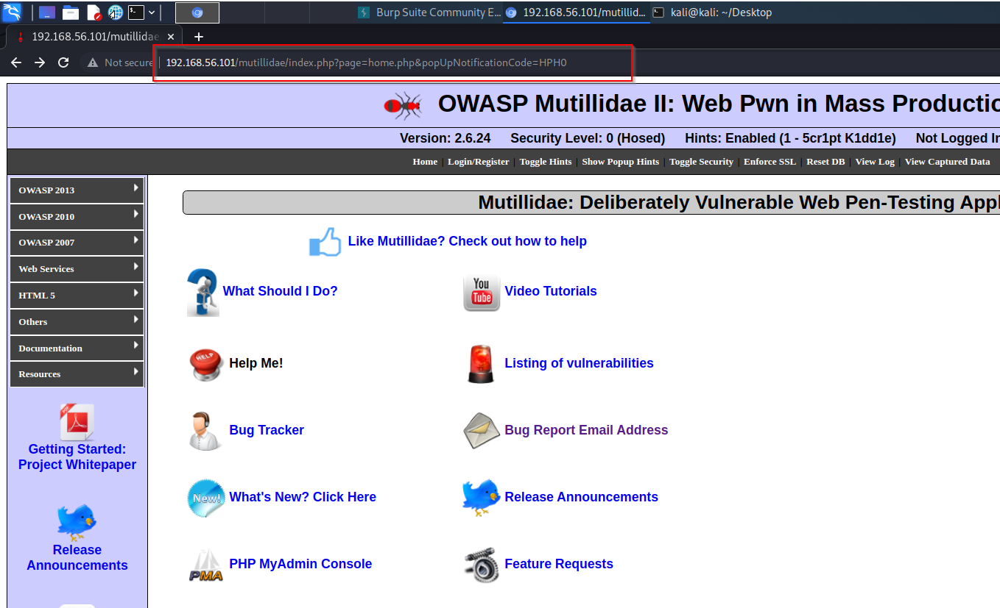 Burp Suite Community E... 192.168.56.101/mutillid... kali@kali: ~/Desktop
192.168.56.101/mutillidae
Not secure 192.168.56.101/mutillidae/index.php?page=home.php&popUpNotificationCode=HPH0
OWASP Mutillidae II: Web Pwn in Mass Productio
Version: 2.6.24 Security Level: 0 (Hosed) Hints: Enabled (1 - 5cr1pt K1dd1e) Not Logged In
Home | Login/Register | Toggle Hints | Show Popup Hints | Toggle Security | Enforce SSL | Reset DB | View Log | View Captured Data
OWASP 2013
OWASP 2010
OWASP 2007
Web Services
HTML 5
Others
Documentation
Resources
PDF
Getting Started:
Project Whitepaper
Release
Announcements
Mutillidae: Deliberately Vulnerable Web Pen-Testing Appl
Like Mutillidae? Check out how to help
What Should I Do?
You
Tube
Video Tutorials
HELP
Help Me!
Listing of vulnerabilities
Bug Tracker
Bug Report Email Address
New!
What's New? Click Here
Release Announcements
PMA
PHP MyAdmin Console
Feature Requests